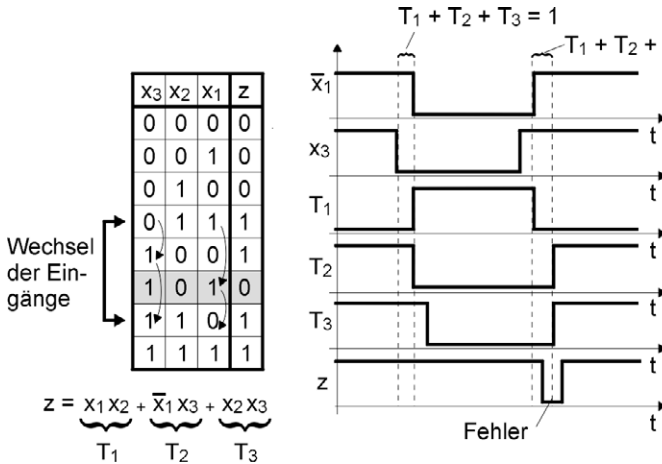 T₁ + T₂ + T₃ = 1
T₁ + T₂ +
x₃ x₂ x₁ z
0 0 0 0
0 0 1 0
0 1 0 0
0 1 1 1
1 0 0 1
1 0 1 0
1 1 0 1
1 1 1 1
Wechsel
der Ein-
gänge
z = x₁x₂ + x̄₁x₃ + x₂x₃
T₁ T₂ T₃
x̄₁
t
x₃
t
T₁
t
T₂
t
T₃
t
z
t
Fehler